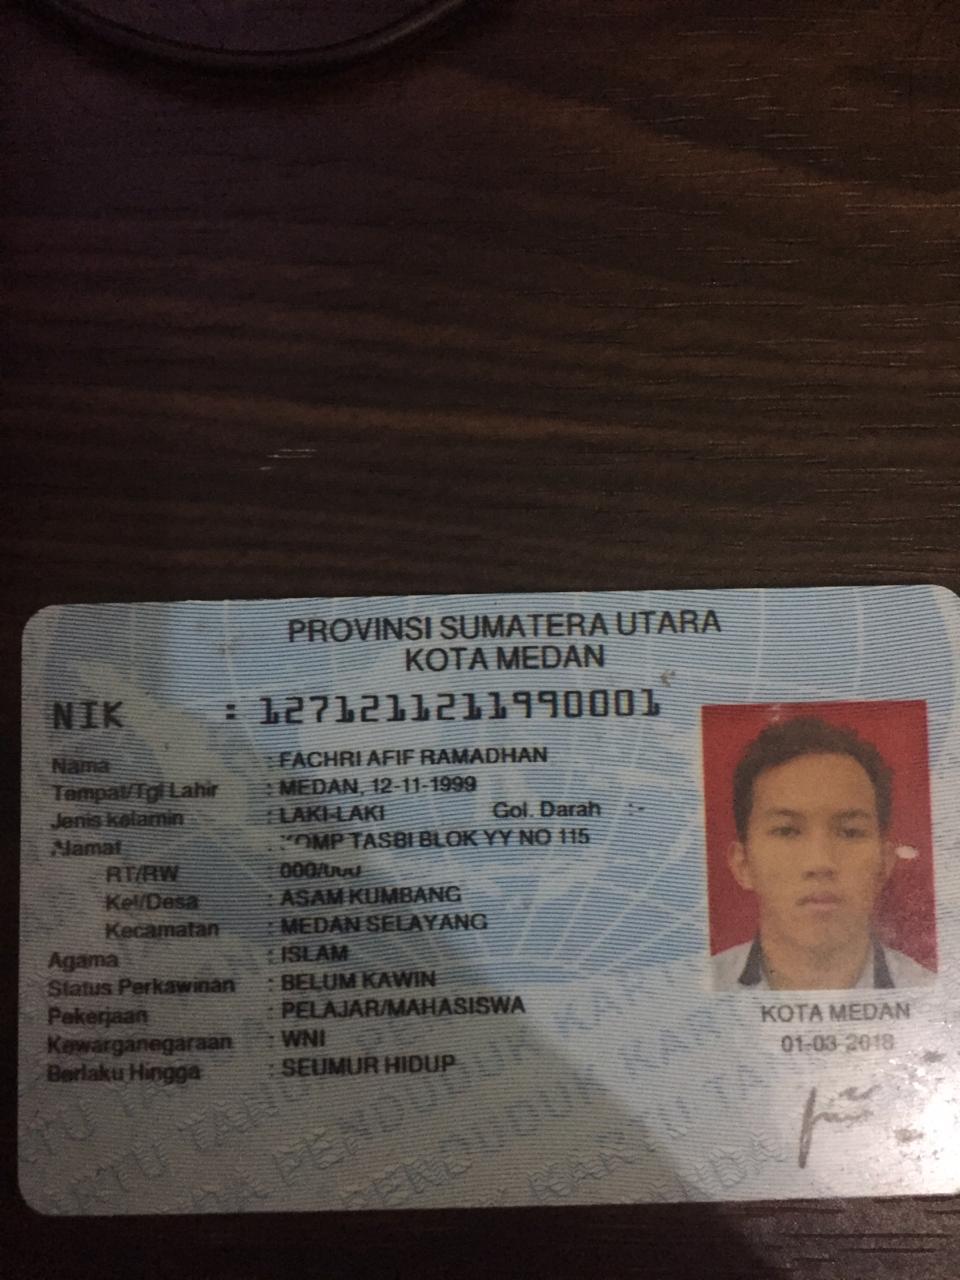 PROVINSI SUMATERA UTARA
KOTA MEDAN
NIK : 1271211211990001
Nama : FACHRI AFIF RAMADHAN
Tempat/Tgl Lahir : MEDAN, 12-11-1999
Jenis kelamin : LAKI-LAKI Gol. Darah :-
Alamat : KOMP TASBI BLOK YY NO 115
RT/RW : 000/000
Kel/Desa : ASAM KUMBANG
Kecamatan : MEDAN SELAYANG
Agama : ISLAM
Status Perkawinan : BELUM KAWIN
Pekerjaan : PELAJAR/MAHASISWA
Kewarganegaraan : WNI
Berlaku Hingga : SEUMUR HIDUP
KOTA MEDAN
01-03-2018